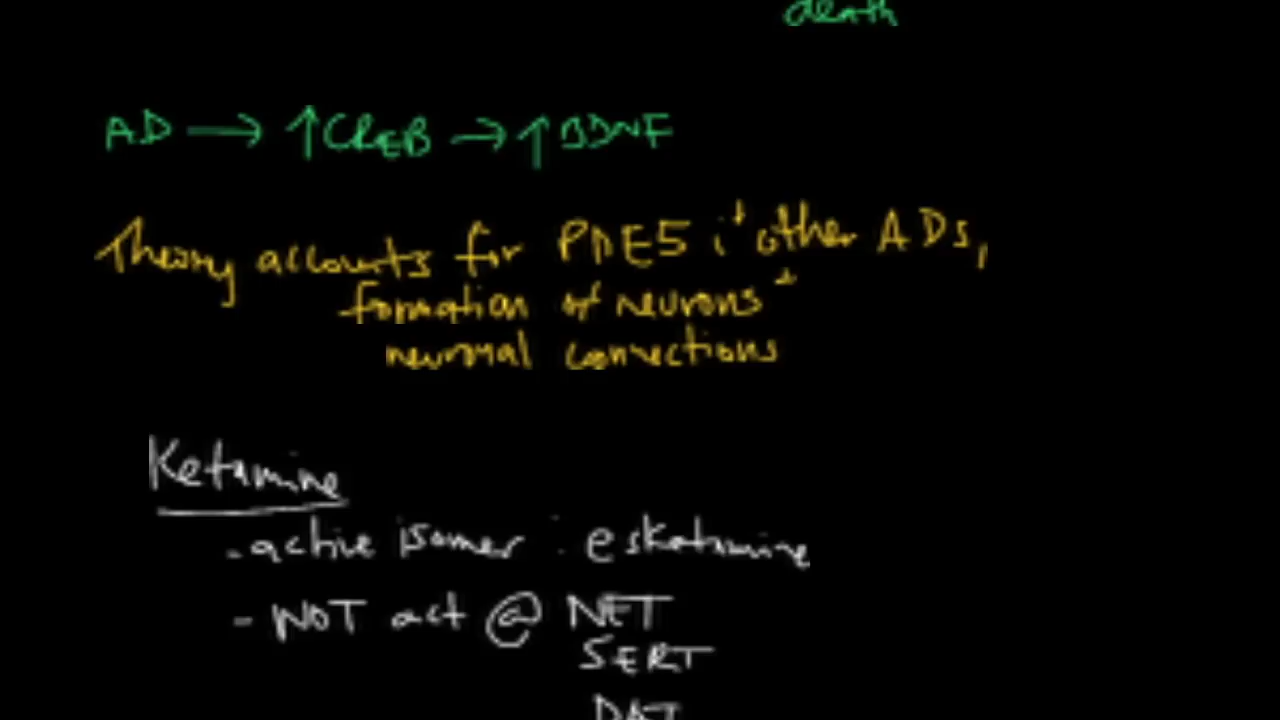 death
AD → ↑CREB → ↑BDNF
Theory accounts for PDE5 i + other ADs,
formation of neurons +
neuronal connections
Ketamine
- active isomer : esketamine
- NOT act @ NET
SERT
DAT